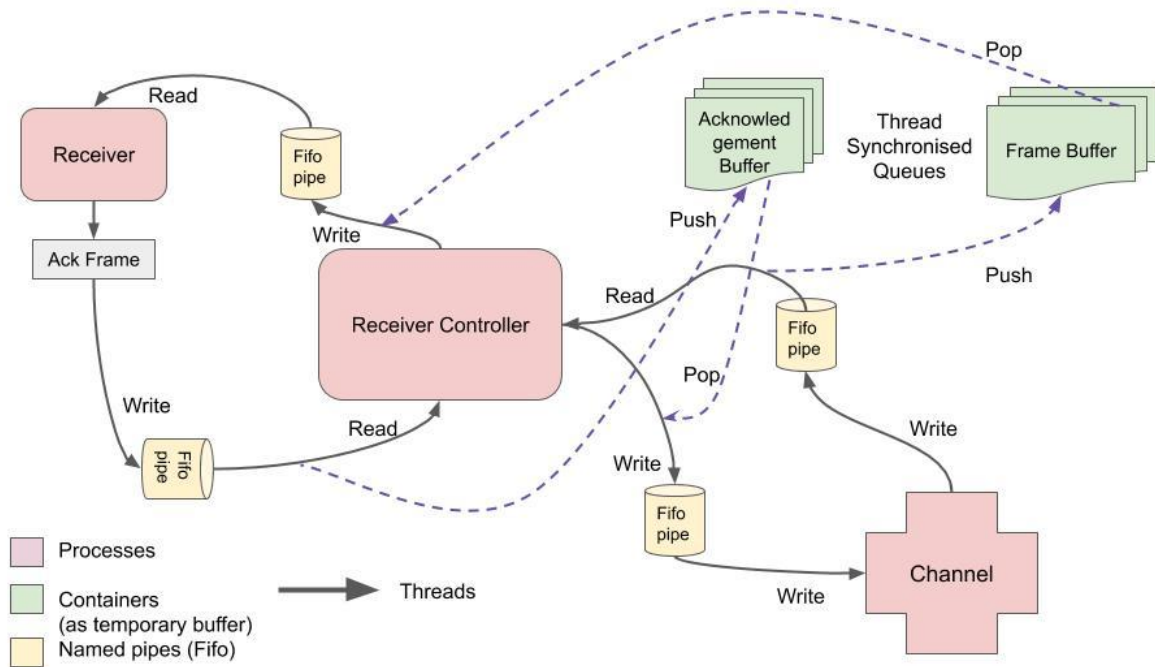 Pop
Read
Receiver
Fifo
pipe
Acknowled
gement
Buffer
Thread
Synchronised
Queues
Frame Buffer
Write
Push
Ack Frame
Receiver Controller
Read
Push
Fifo
pipe
Pop
Write
Read
Write
Fifo
pipe
Write
Fifo
pipe
Channel
Write
Processes
Containers
(as temporary buffer)
Named pipes (Fifo)
Threads